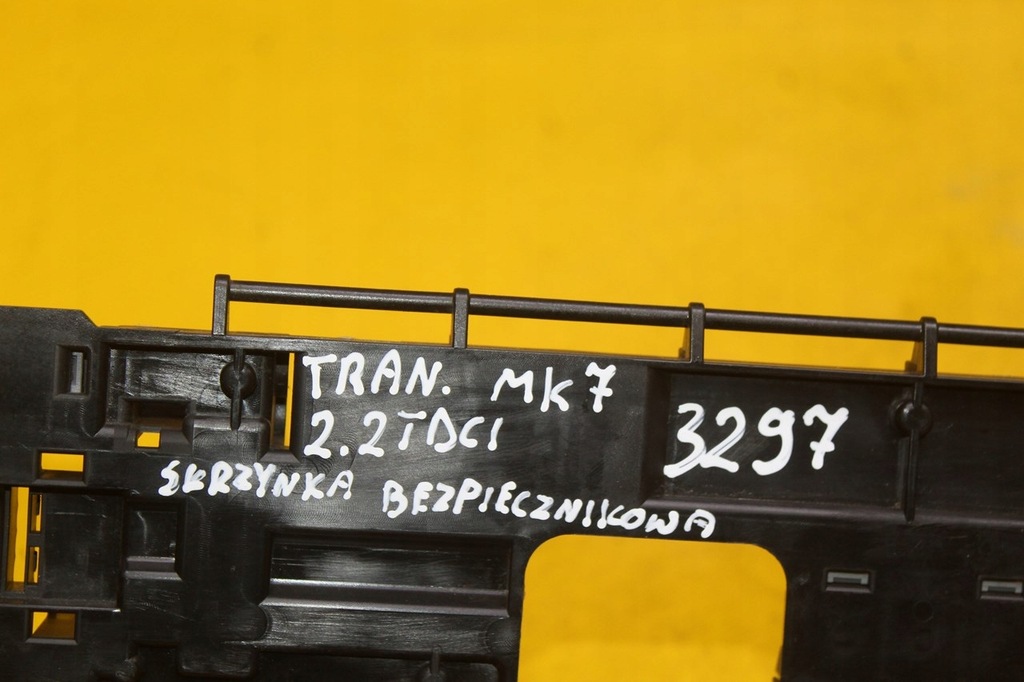 TRAN. MK7
2.2TDCI
3297
SKRZYNKA BEZPIECZNIKOWA